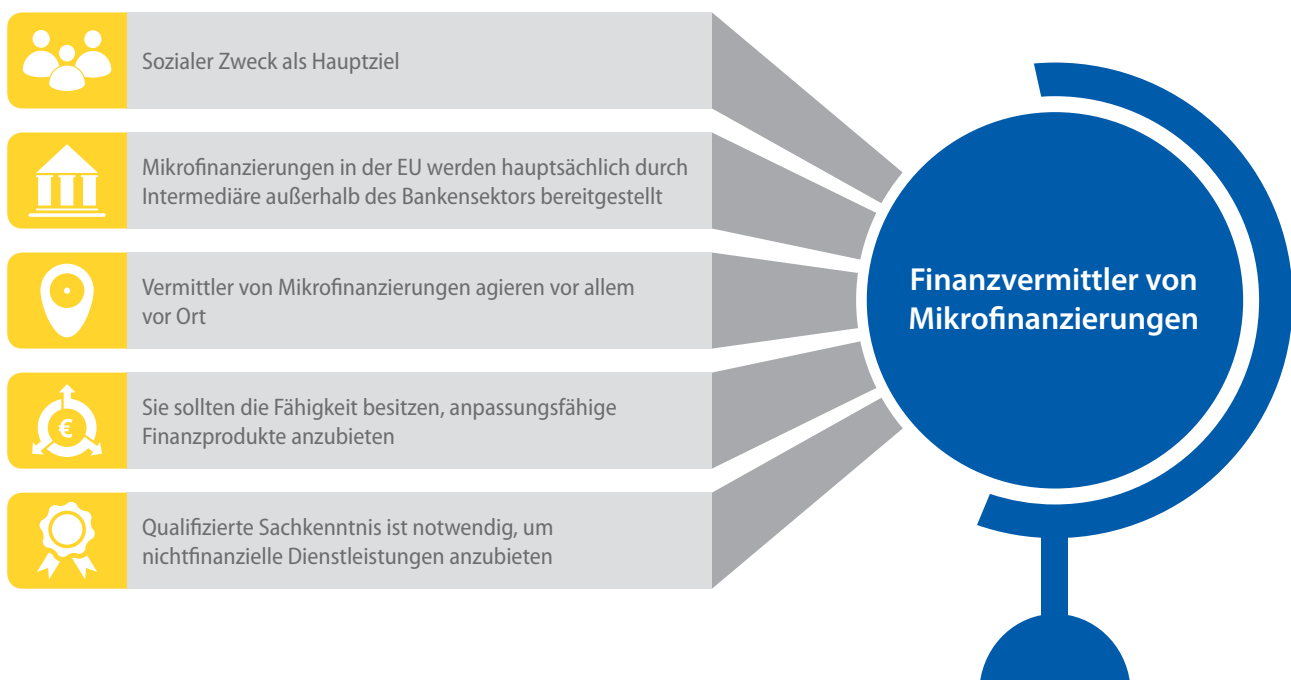 Sozialer Zweck als Hauptziel
Mikrofinanzierungen in der EU werden hauptsächlich durch
Intermediäre außerhalb des Bankensektors bereitgestellt
Vermittler von Mikrofinanzierungen agieren vor allem
vor Ort
€
Sie sollten die Fähigkeit besitzen, anpassungsfähige
Finanzprodukte anzubieten
Qualifizierte Sachkenntnis ist notwendig, um
nichtfinanzielle Dienstleistungen anzubieten
Finanzvermittler von
Mikrofinanzierungen